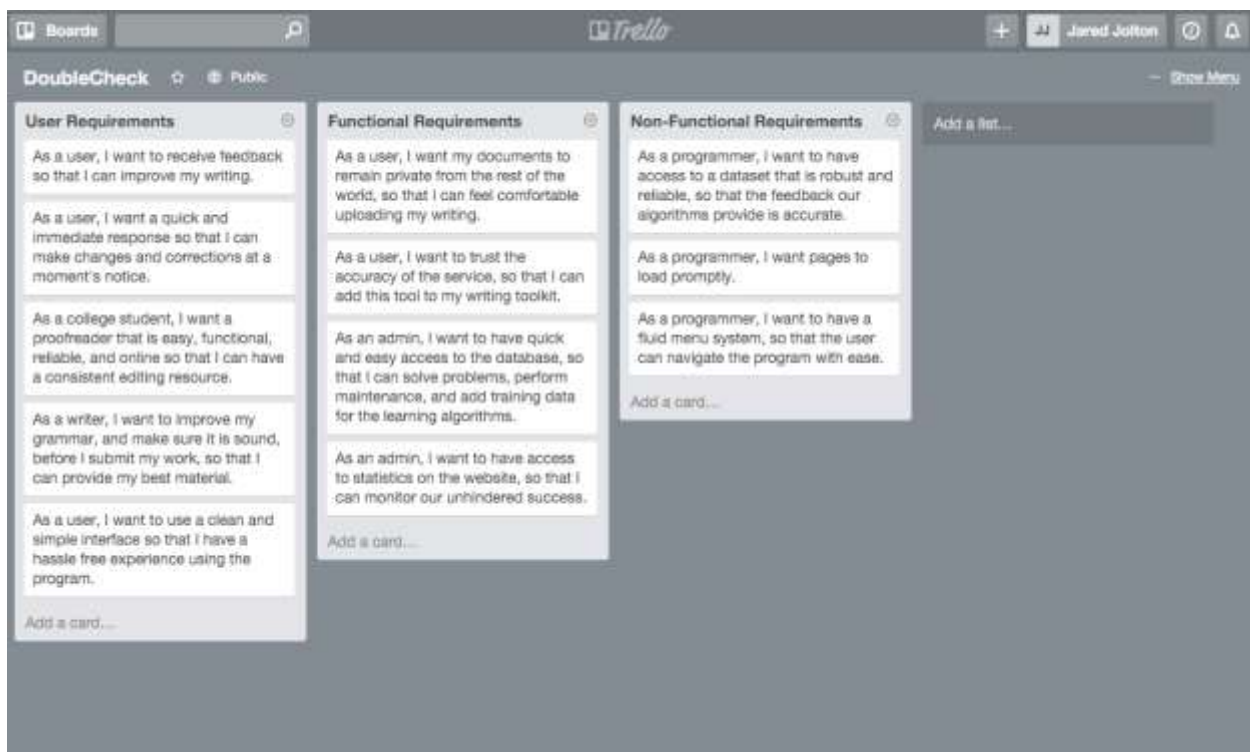 Boards
Trello
Jared Jolton
DoubleCheck
Public
Show Menu
User Requirements
As a user, I want to receive feedback
so that I can improve my writing.
As a user, I want a quick and
immediate response so that I can
make changes and corrections at a
moment's notice.
As a college student, I want a
proofreader that is easy, functional,
reliable, and online so that I can have
a consistent editing resource.
As a writer, I want to improve my
grammar, and make sure it is sound,
before I submit my work, so that I
can provide my best material.
As a user, I want to use a clean and
simple interface so that I have a
hassle free experience using the
program.
Add a card...
Functional Requirements
As a user, I want my documents to
remain private from the rest of the
world, so that I can feel comfortable
uploading my writing.
As a user, I want to trust the
accuracy of the service, so that I can
add this tool to my writing toolkit.
As an admin, I want to have quick
and easy access to the database, so
that I can solve problems, perform
maintenance, and add training data
for the learning algorithms.
As an admin, I want to have access
to statistics on the website, so that I
can monitor our unhindered success.
Add a card...
Non-Functional Requirements
As a programmer, I want to have
access to a dataset that is robust and
reliable, so that the feedback our
algorithms provide is accurate.
As a programmer, I want pages to
load promptly.
As a programmer, I want to have a
fluid menu system, so that the user
can navigate the program with ease.
Add a card...
Add a list...